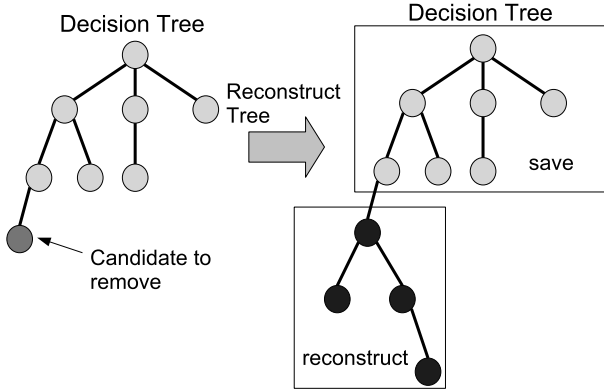 Decision Tree
Reconstruct
Tree
Candidate to
remove
Decision Tree
save
reconstruct